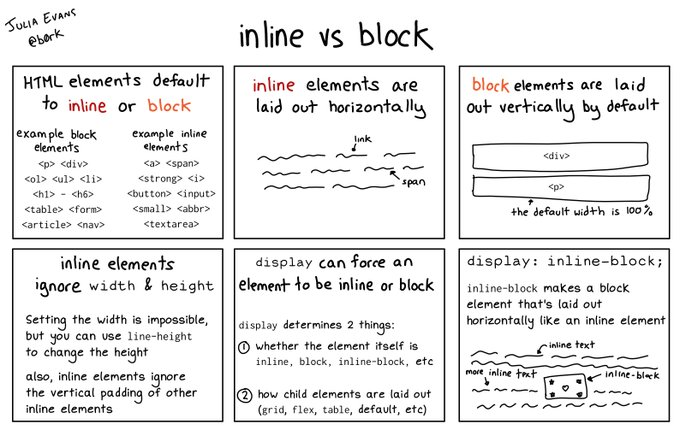 JULIA EVANS
@b0rk
inline vs block
HTML elements default
to inline or block
example block
elements
<p> <div>
<ol> <ul> <li>
<h1> - <h6>
<table> <form>
<article> <nav>
example inline
elements
<a> <span>
<strong> <i>
<button> <input>
<small> <abbr>
<textarea>
inline elements are
laid out horizontally
link
span
block elements are laid
out vertically by default
<div>
<p>
the default width is 100%
inline elements
ignore width & height
Setting the width is impossible,
but you can use line-height
to change the height
also, inline elements ignore
the vertical padding of other
inline elements
display can force an
element to be inline or block
display determines 2 things:
① whether the element itself is
inline, block, inline-block, etc
② how child elements are laid out
(grid, flex, table, default, etc)
display: inline-block;
inline-block makes a block
element that's laid out
horizontally like an inline element
inline text
more inline text
inline-block